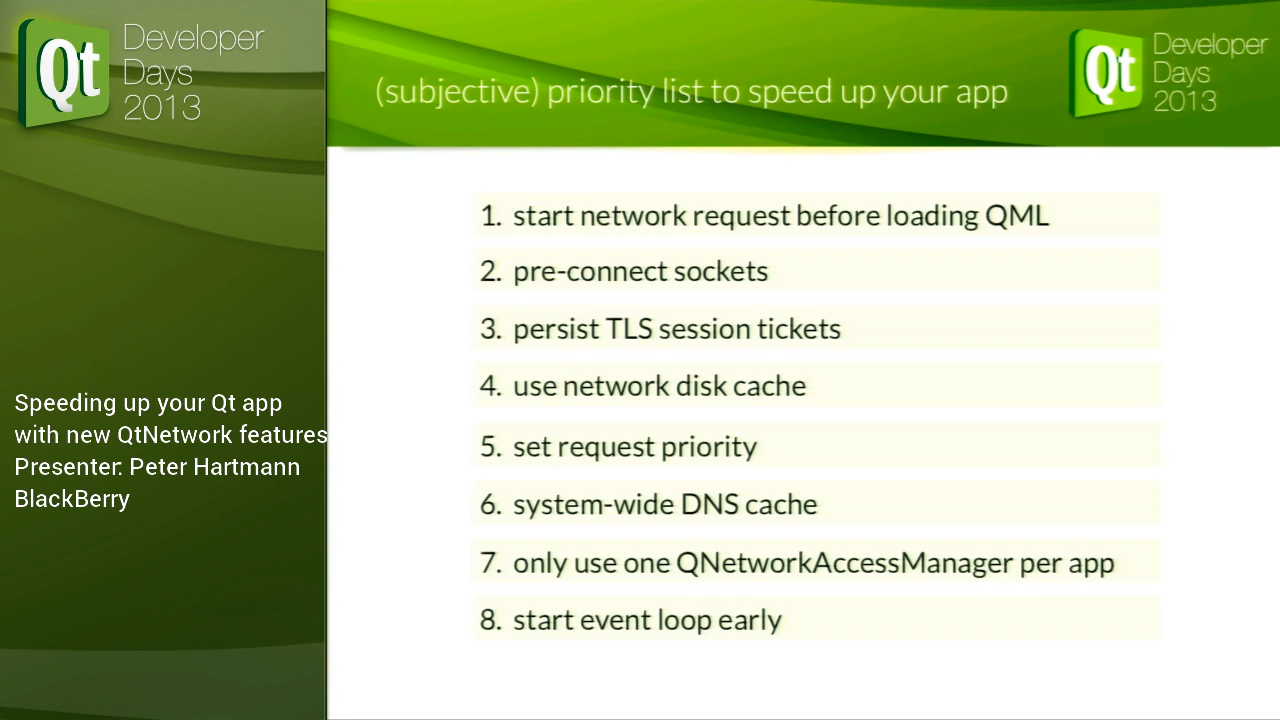 Qt
Developer
Days
2013
(subjective) priority list to speed up your app
Qt
Developer
Days
2013
1. start network request before loading QML
2. pre-connect sockets
3. persist TLS session tickets
4. use network disk cache
5. set request priority
6. system-wide DNS cache
7. only use one QNetworkAccessManager per app
8. start event loop early
Speeding up your Qt app
with new QtNetwork features
Presenter: Peter Hartmann
BlackBerry